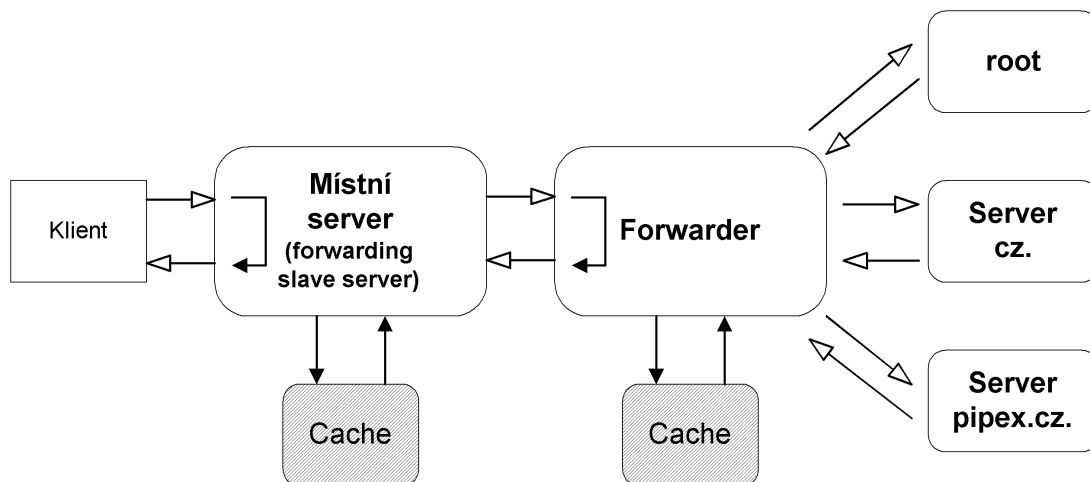 Klient
Místní
server
(forwarding
slave server)
Cache
Forwarder
Cache
root
Server
cz.
Server
pipex.cz.